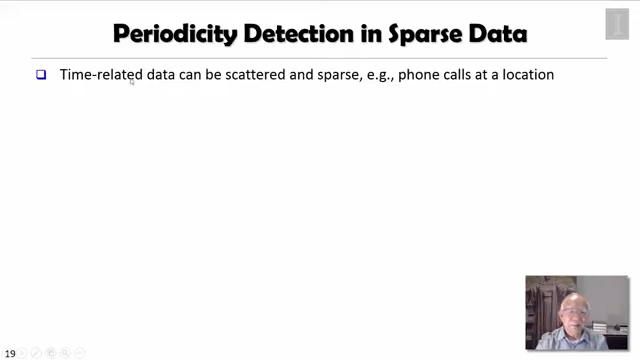 Periodicity Detection in Sparse Data
Time-related data can be scattered and sparse, e.g., phone calls at a location
19